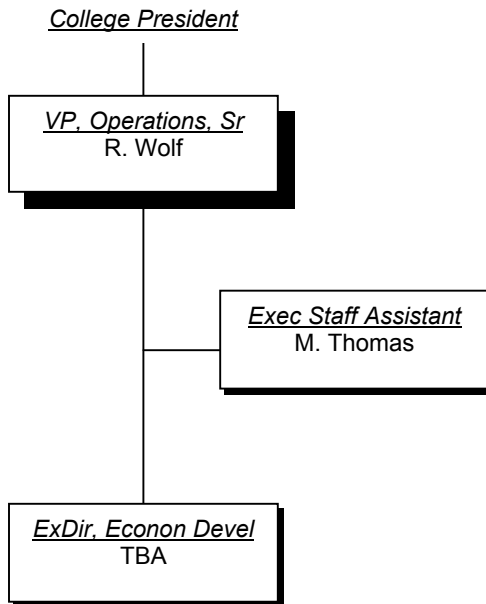 College President
VP, Operations, Sr
R. Wolf
Exec Staff Assistant
M. Thomas
ExDir, Econon Devel
TBA